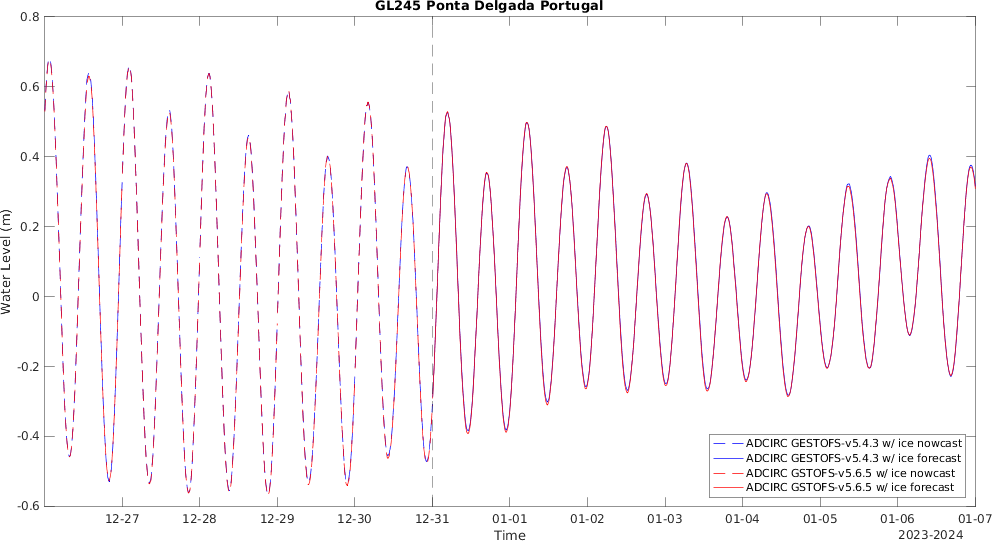 GL245 Ponta Delgada Portugal
0.8
0.6
0.4
0.2
0
-0.2
-0.4
-0.6
Water Level (m)
ADCIRC GESTOFS-v5.4.3 w/ ice nowcast
ADCIRC GESTOFS-v5.4.3 w/ ice forecast
ADCIRC GSTOFS-v5.6.5 w/ ice nowcast
ADCIRC GSTOFS-v5.6.5 w/ ice forecast
12-27 12-28 12-29 12-30 12-31 01-01 01-02 01-03 01-04 01-05 01-06 01-07
Time
2023-2024